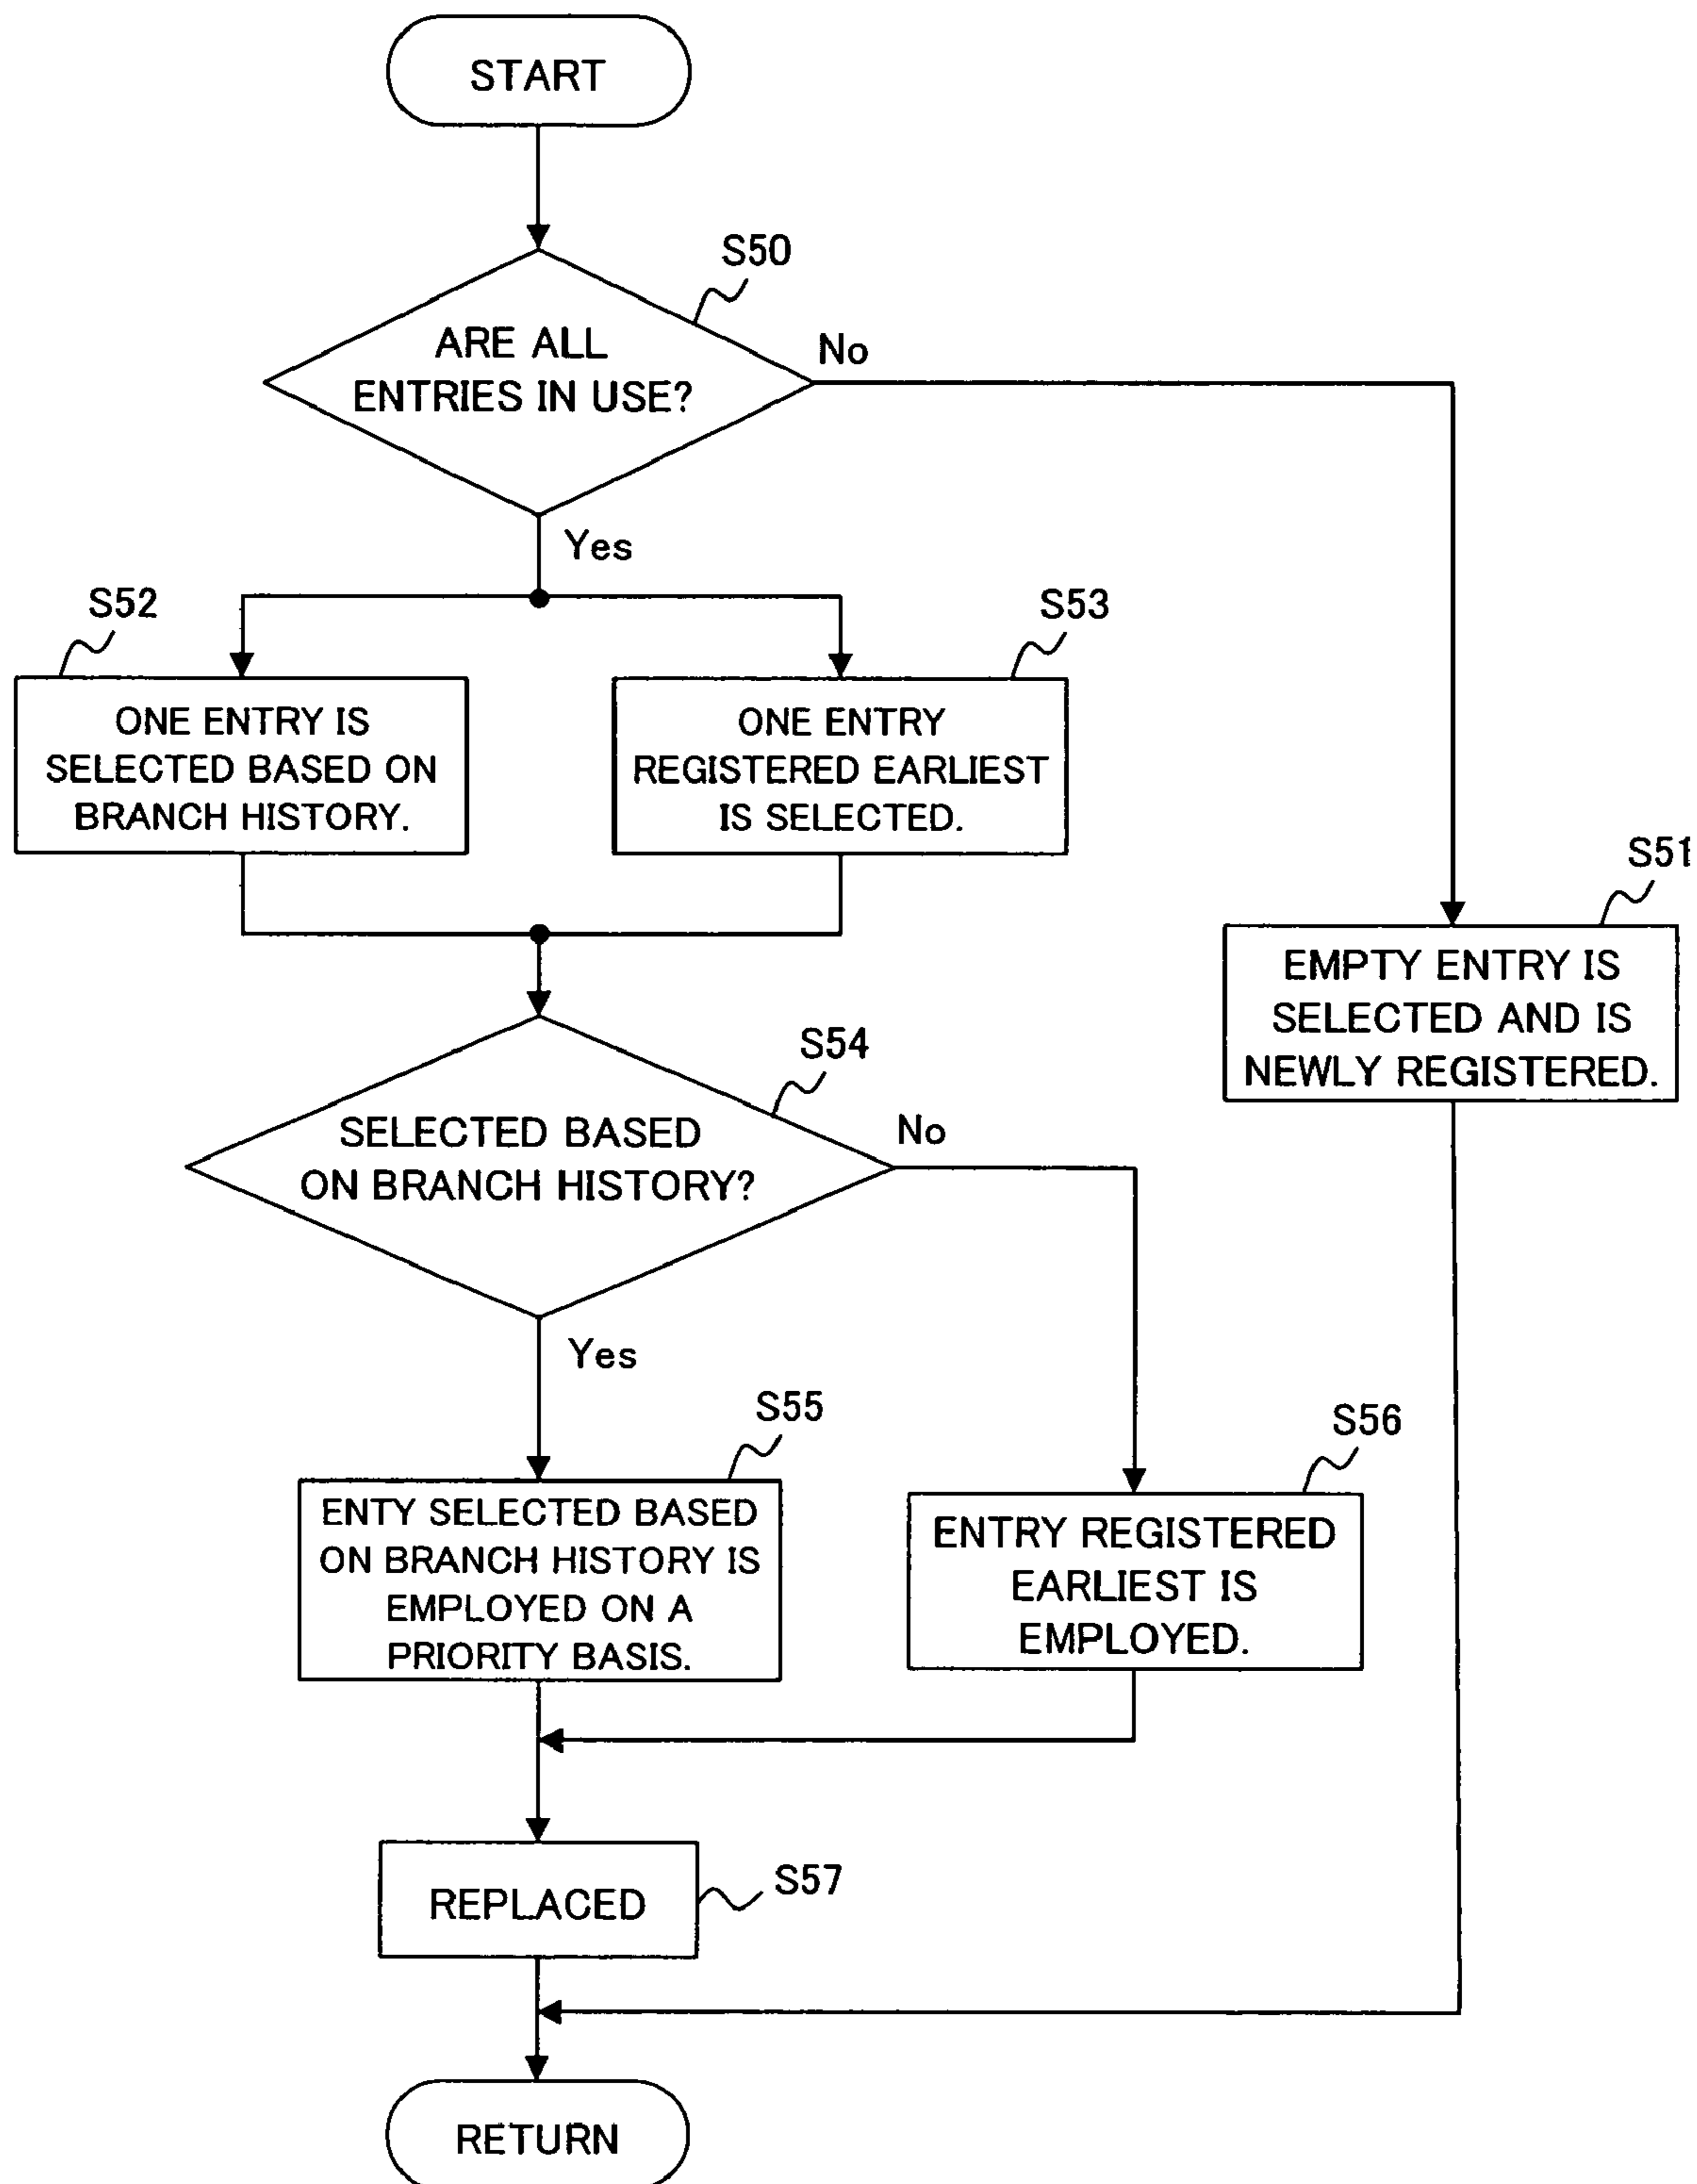 START
S50
ARE ALL
ENTRIES IN USE?
No
Yes
S52
ONE ENTRY IS
SELECTED BASED ON
BRANCH HISTORY.
S53
ONE ENTRY
REGISTERED EARLIEST
IS SELECTED.
S51
EMPTY ENTRY IS
SELECTED AND IS
NEWLY REGISTERED.
S54
SELECTED BASED
ON BRANCH HISTORY?
No
Yes
S55
ENTY SELECTED BASED
ON BRANCH HISTORY IS
EMPLOYED ON A
PRIORITY BASIS.
S56
ENTRY REGISTERED
EARLIEST IS
EMPLOYED.
REPLACED
S57
RETURN